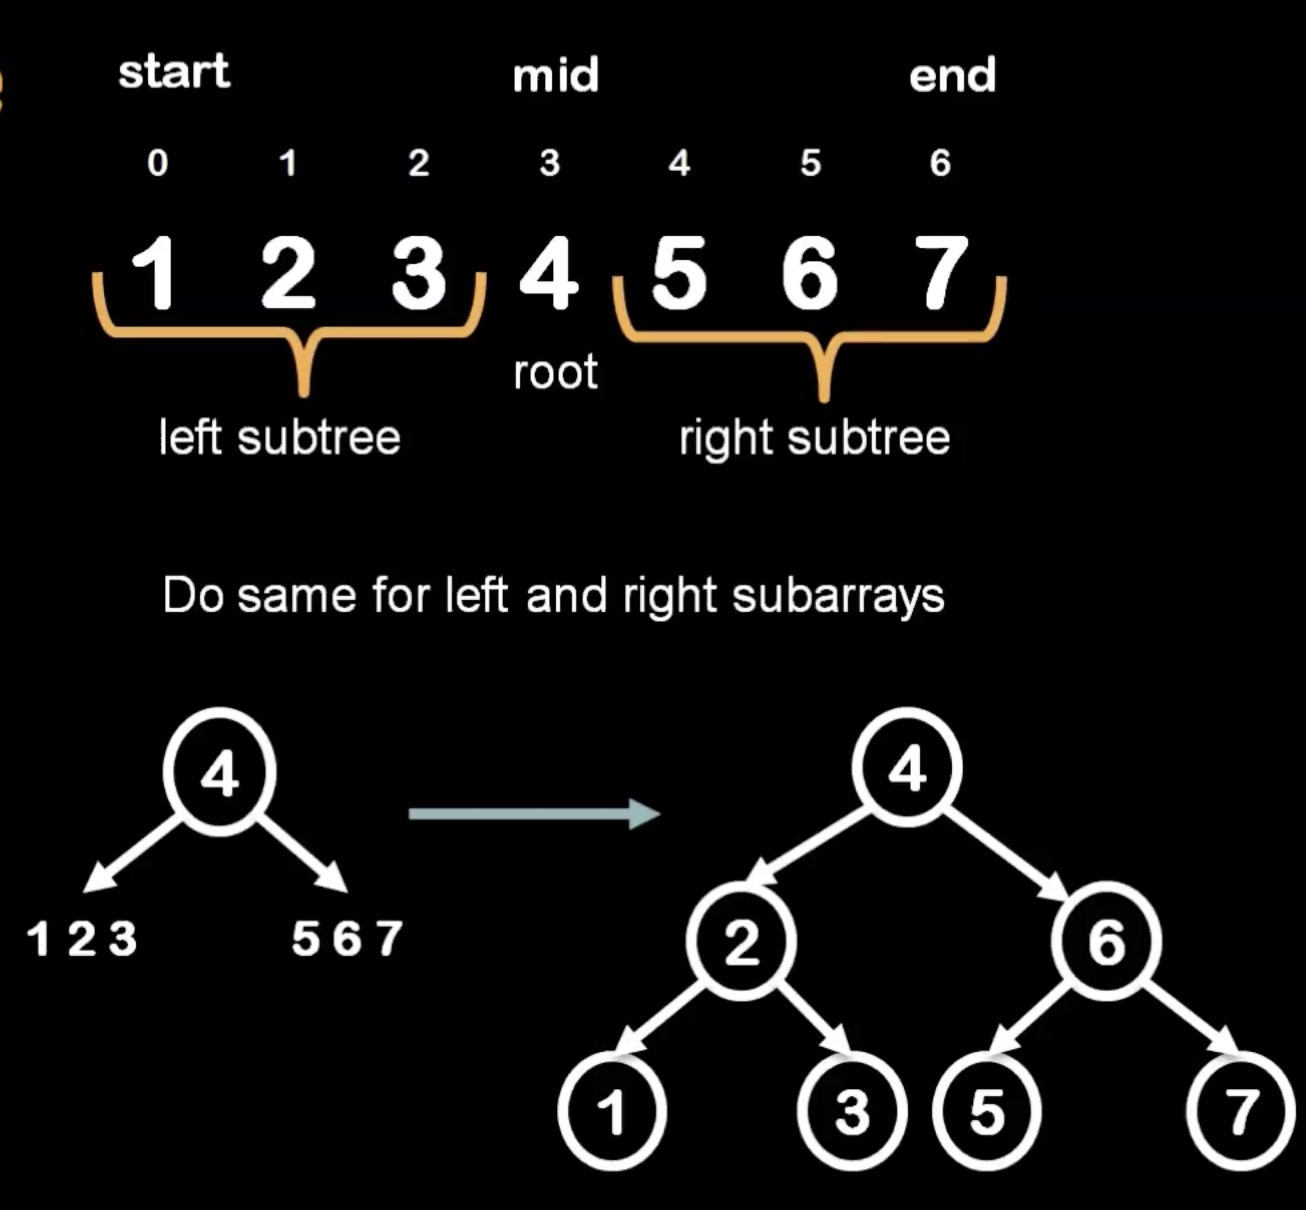 start mid end
0 1 2 3 4 5 6
1 2 3 4 5 6 7
root
left subtree right subtree
Do same for left and right subarrays
4 4
1 2 3 5 6 7 2 6
1 3 5 7